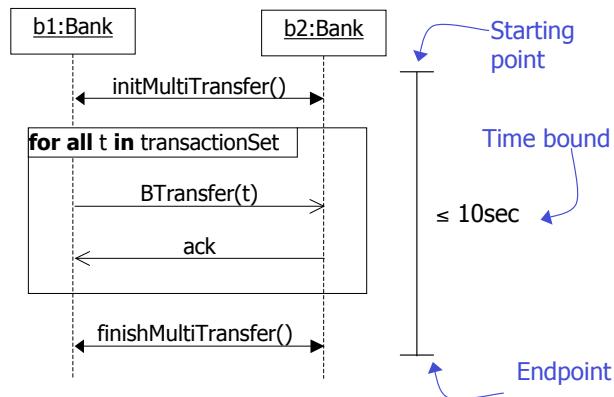 b1:Bank
b2:Bank
Starting
point
initMultiTransfer()
for all t in transactionSet
Time bound
BTransfer(t)
≤ 10sec
ack
finishMultiTransfer()
Endpoint